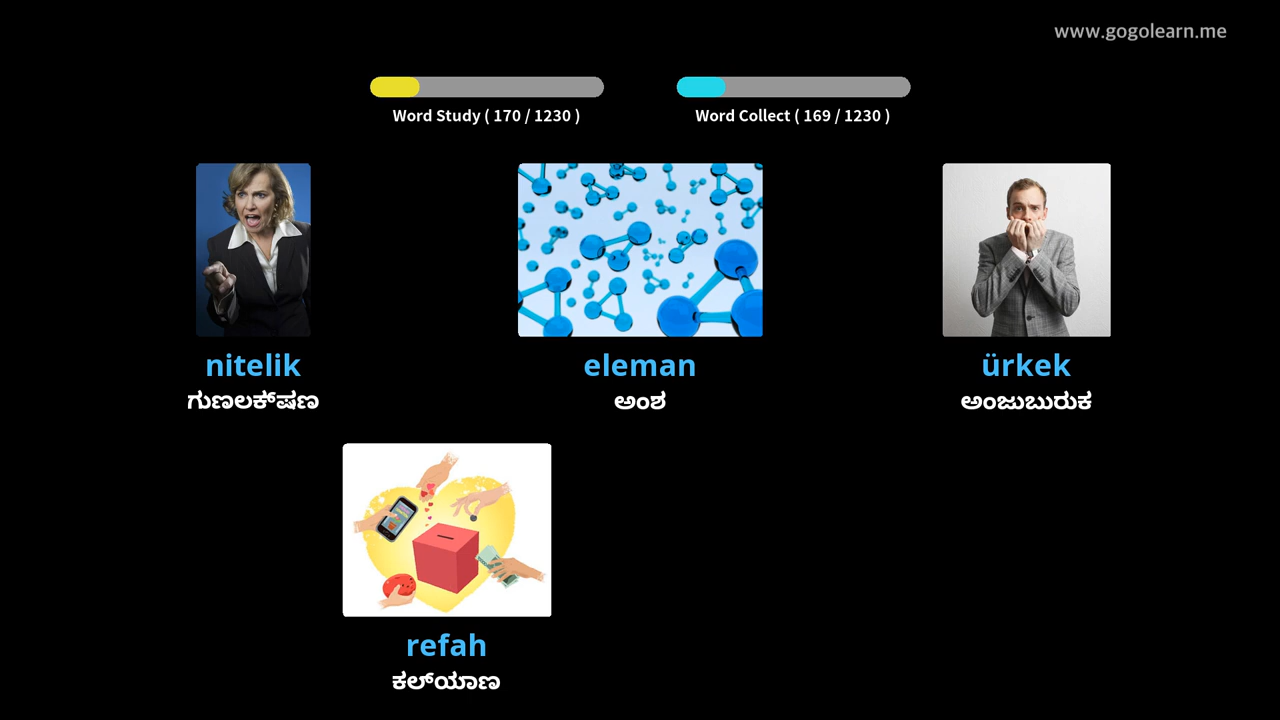 www.gogolearn.me
Word Study ( 170 / 1230 )
Word Collect ( 169 / 1230 )
nitelik
ಗುಣಲಕ್‌ಷಣ
eleman
ಅಂಶ
ürkek
ಅಂಜುಬುರುಕ
refah
ಕಲ್‌ಯಾಣ